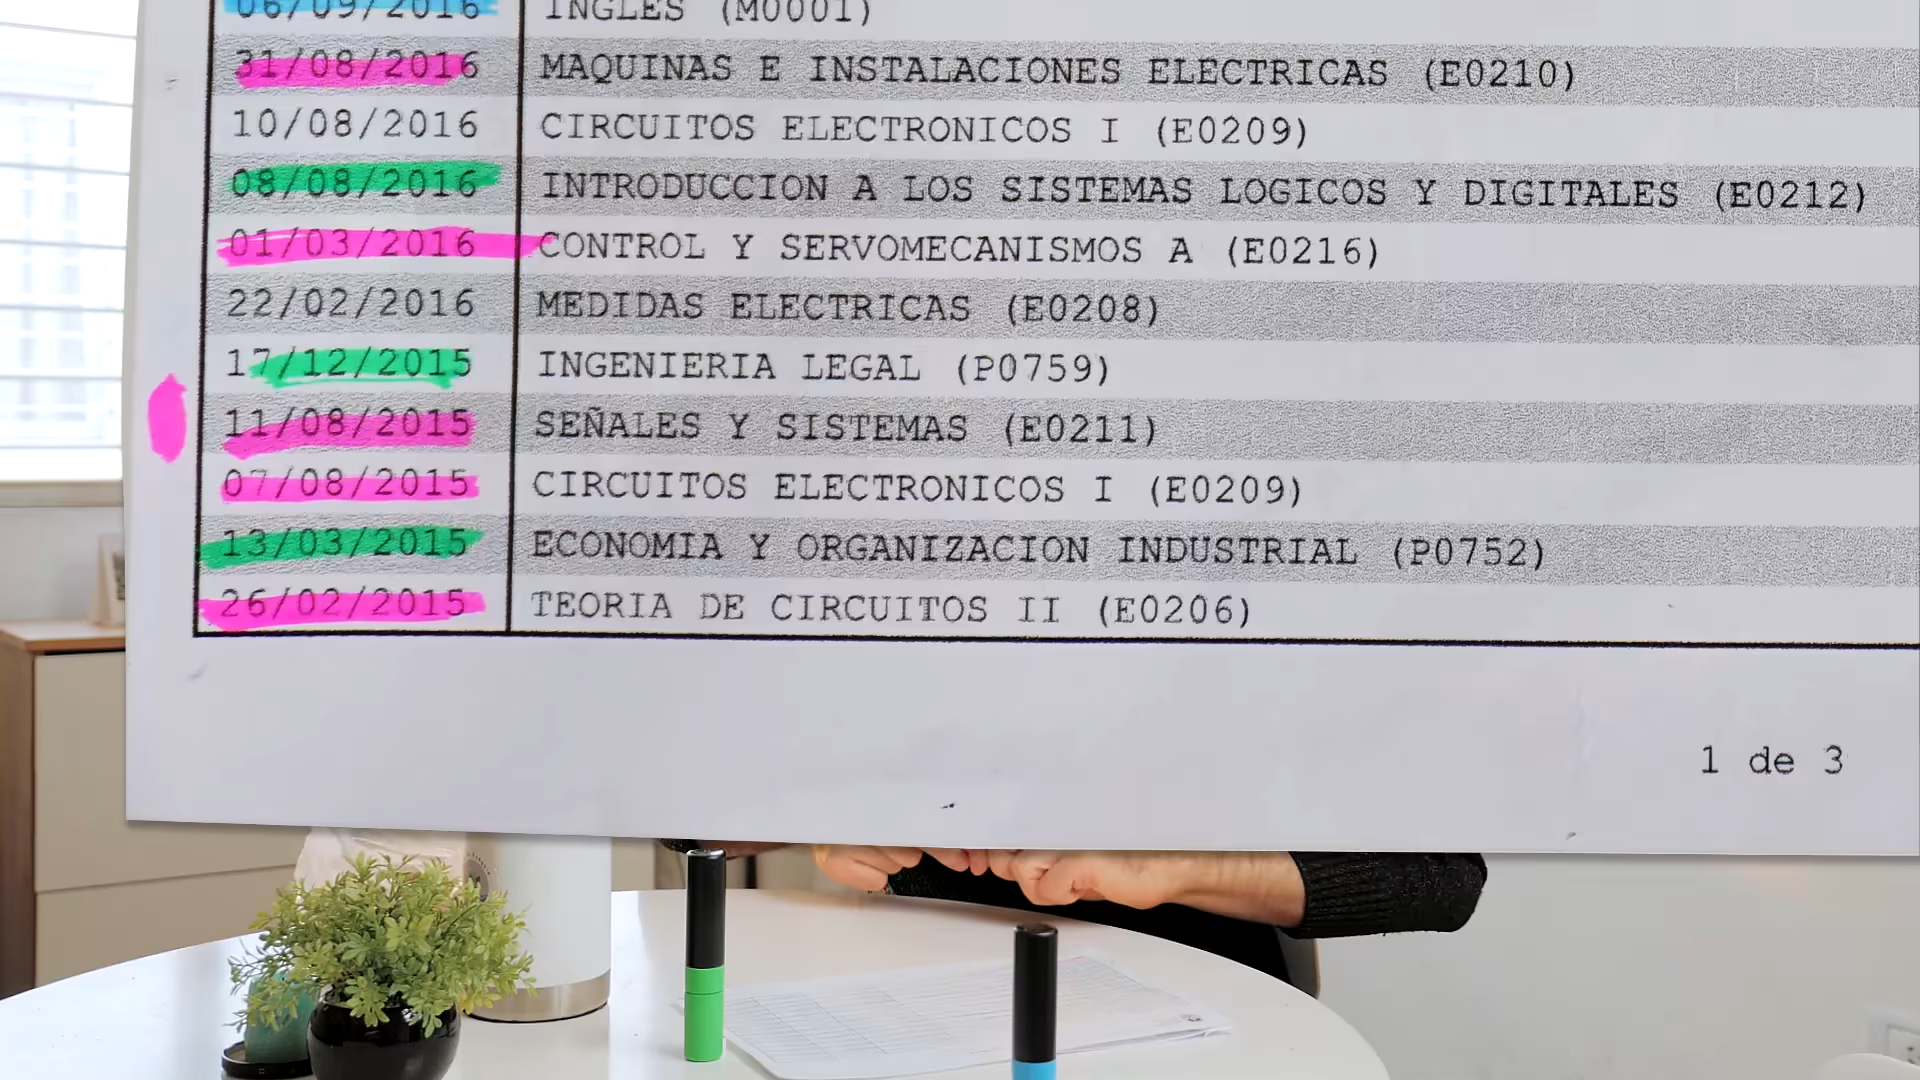 06/09/2016 INGLES (M0001)
31/08/2016 MAQUINAS E INSTALACIONES ELECTRICAS (E0210)
10/08/2016 CIRCUITOS ELECTRONICOS I (E0209)
08/08/2016 INTRODUCCION A LOS SISTEMAS LOGICOS Y DIGITALES (E0212)
01/03/2016 CONTROL Y SERVOMECANISMOS A (E0216)
22/02/2016 MEDIDAS ELECTRICAS (E0208)
17/12/2015 INGENIERIA LEGAL (P0759)
11/08/2015 SEÑALES Y SISTEMAS (E0211)
07/08/2015 CIRCUITOS ELECTRONICOS I (E0209)
13/03/2015 ECONOMIA Y ORGANIZACION INDUSTRIAL (P0752)
26/02/2015 TEORIA DE CIRCUITOS II (E0206)
1 de 3